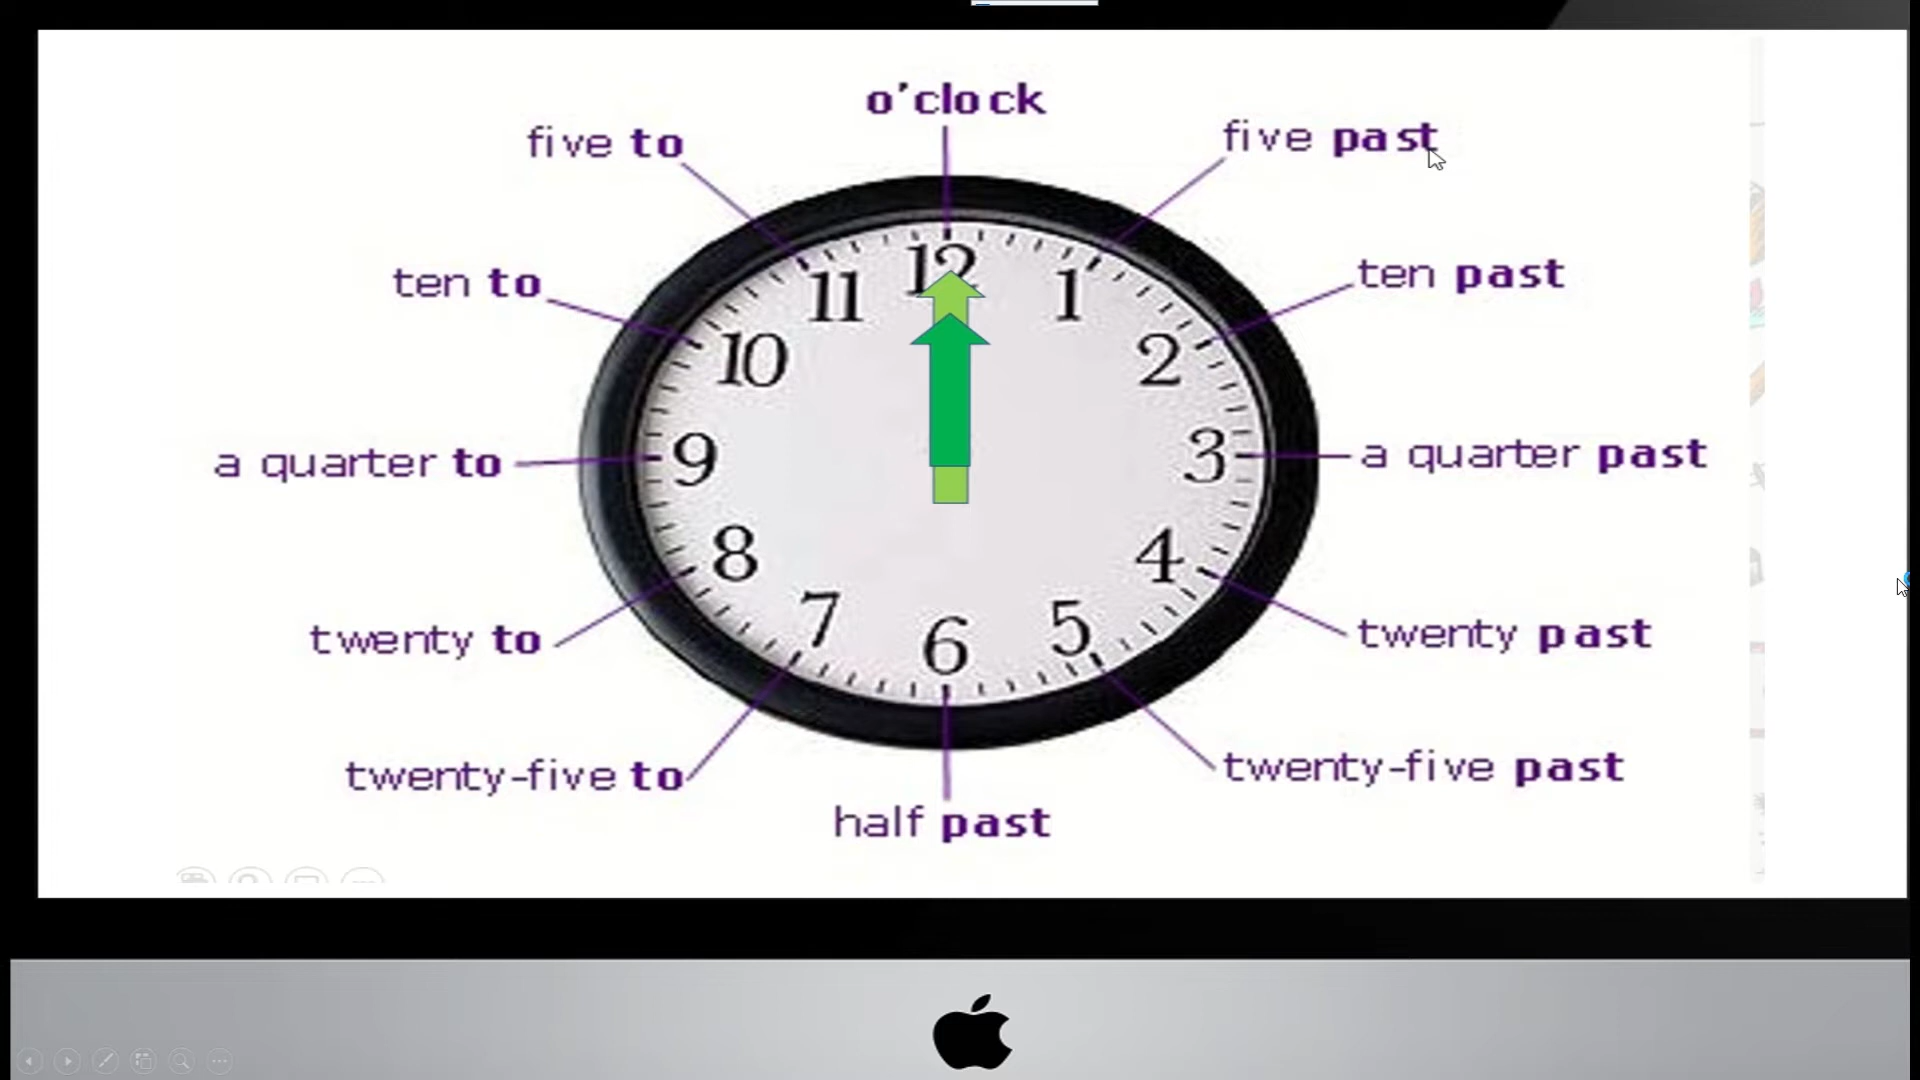 o'clock
five to
five past
ten to
ten past
a quarter to
a quarter past
twenty to
twenty past
twenty-five to
twenty-five past
half past
12
1
2
3
4
5
6
7
8
9
10
11